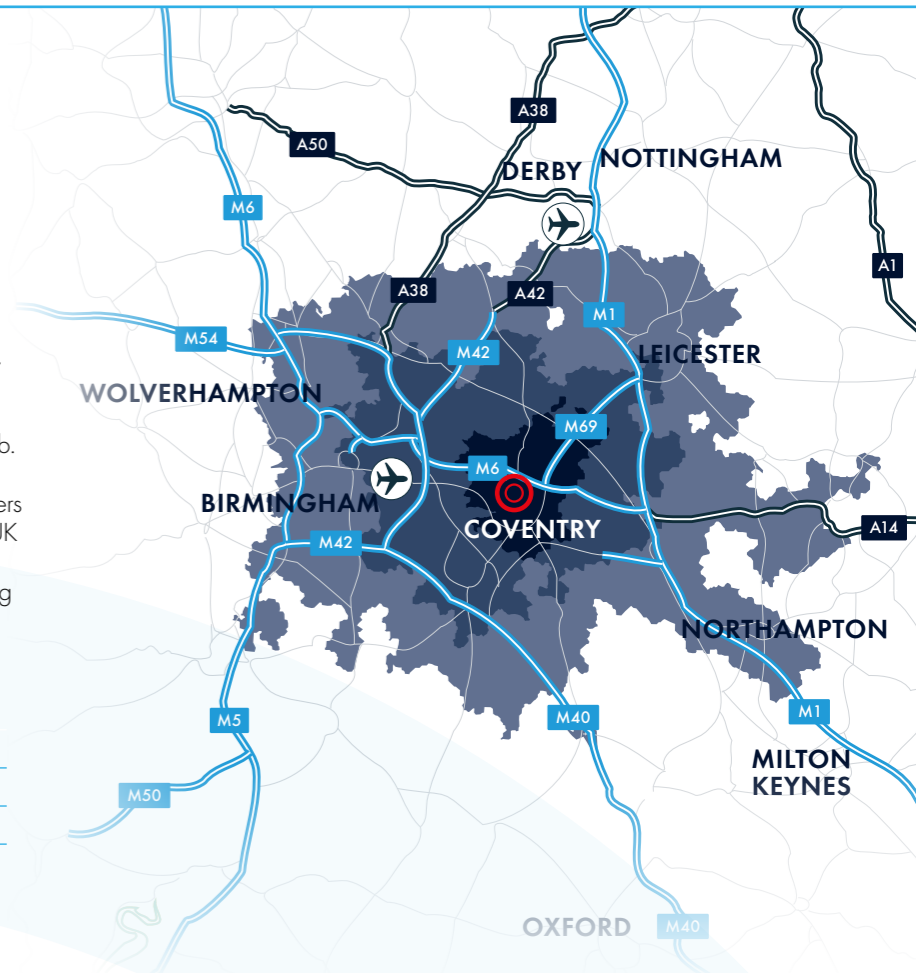 A38
A50
NOTTINGHAM
DERBY
M6
A1
A38
A42
M1
M54
M42
LEICESTER
WOLVERHAMPTON
M69
M6
BIRMINGHAM
COVENTRY
A14
UK
M42
NORTHAMPTON
M5
M40
M1
MILTON
KEYNES
M50
OXFORD
M40